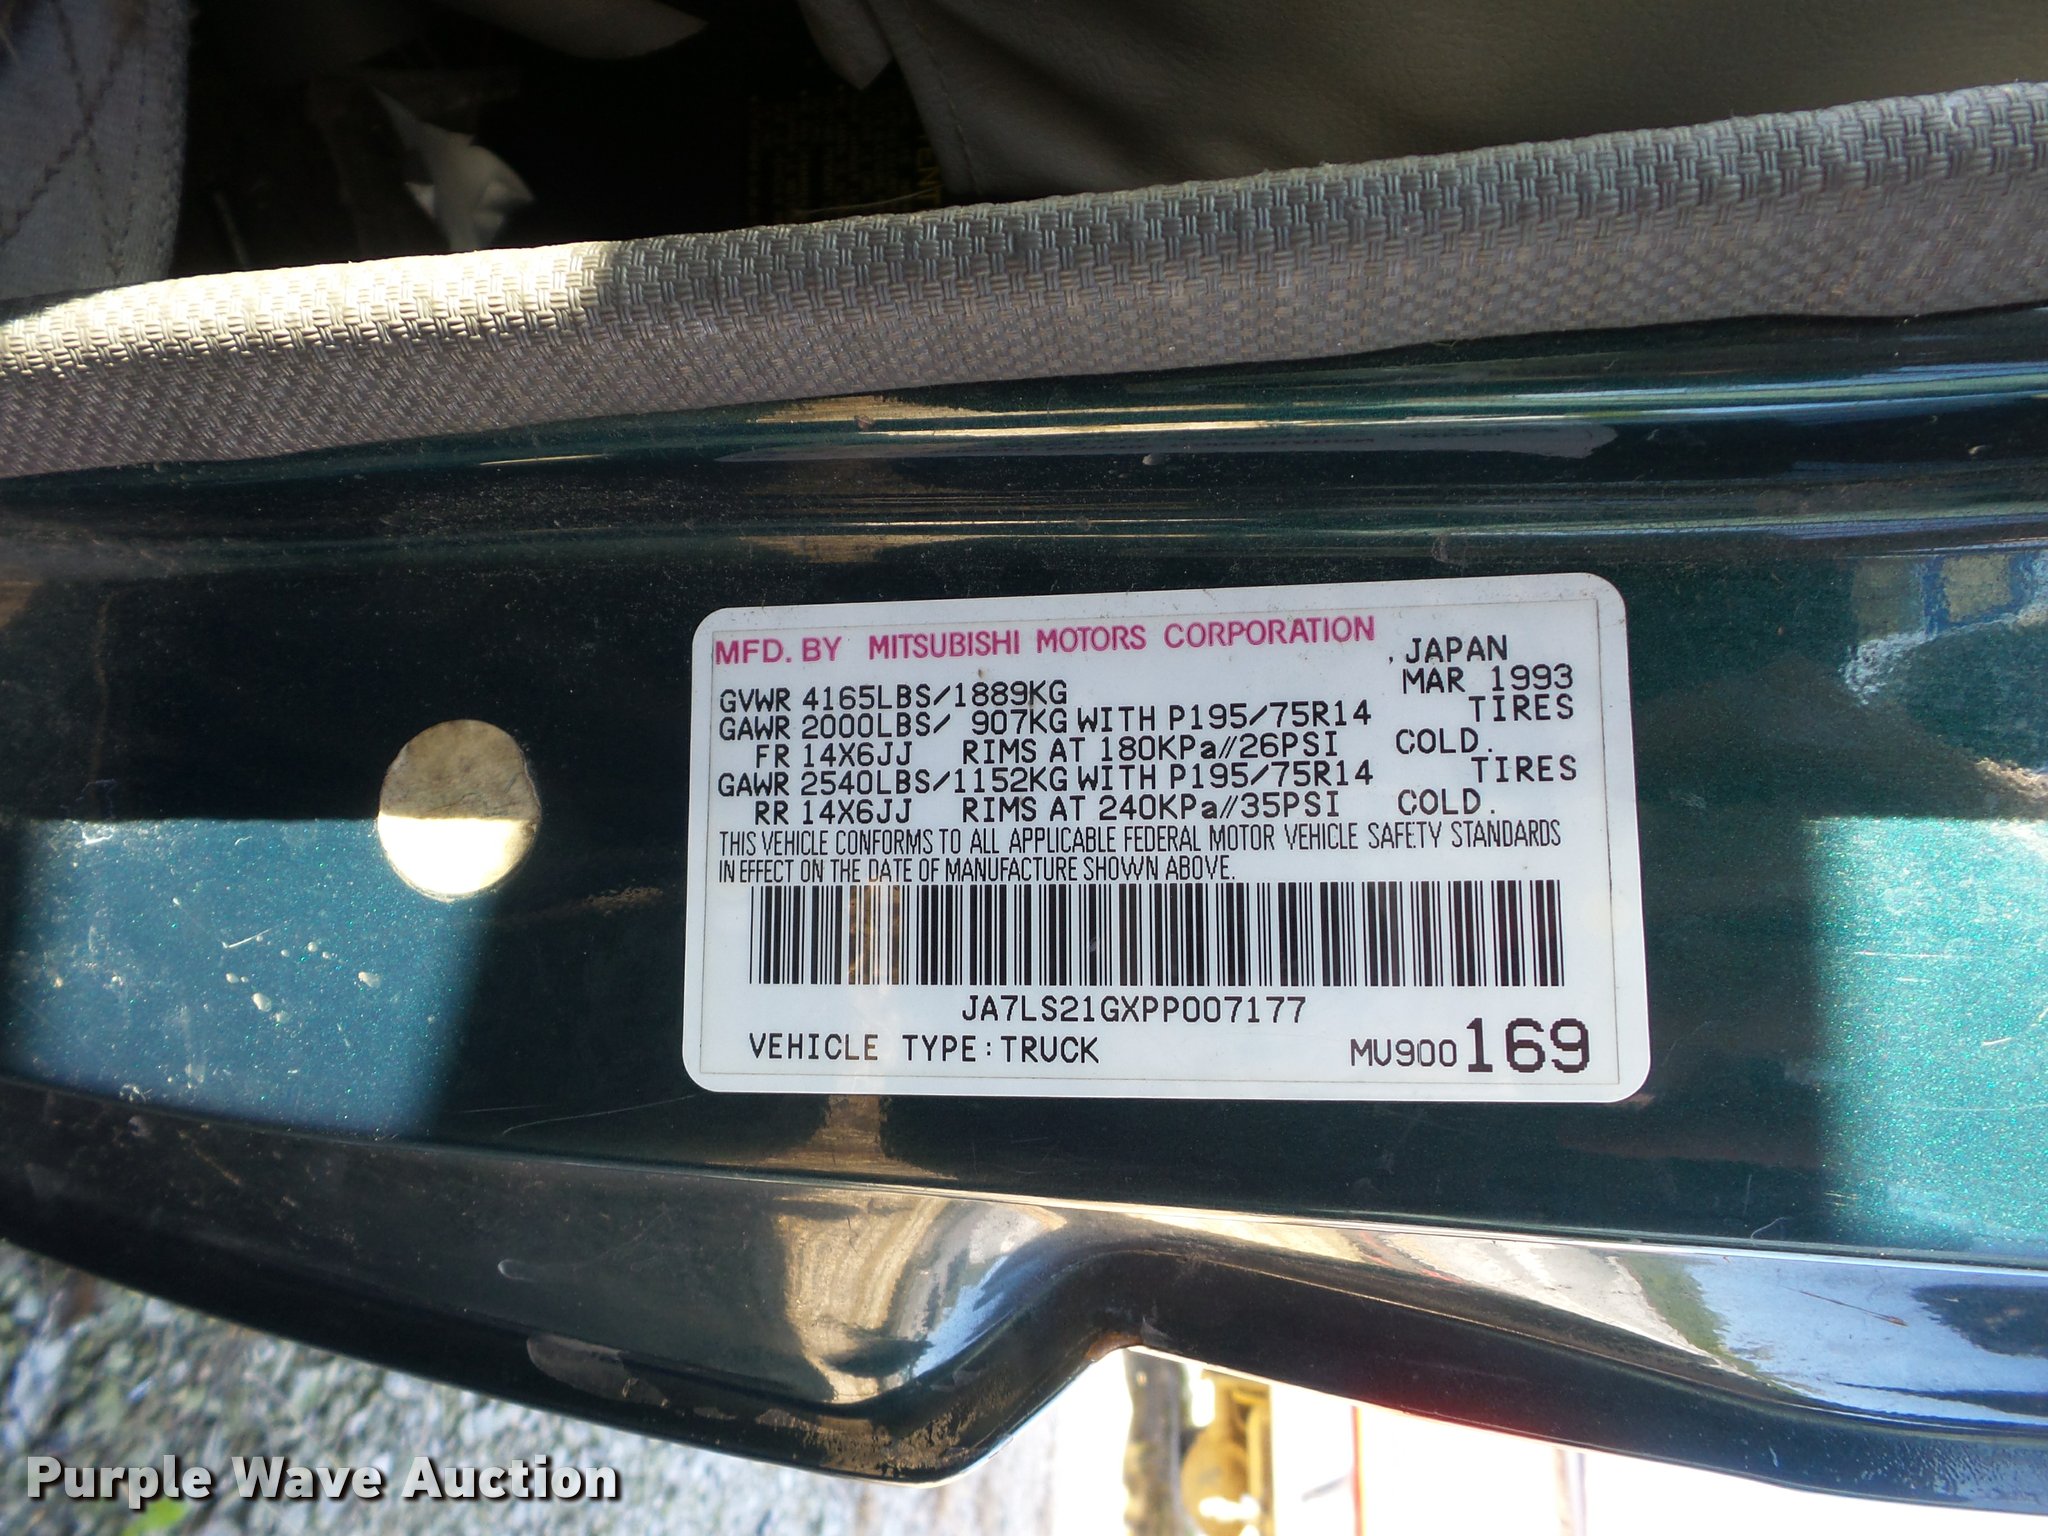 MFD. BY MITSUBISHI MOTORS CORPORATION , JAPAN
GVWR 4165LBS/1889KG MAR 1993
GAWR 2000LBS/ 907KG WITH P195/75R14 TIRES
FR 14X6JJ RIMS AT 180KPa//26PSI COLD.
GAWR 2540LBS/1152KG WITH P195/75R14 TIRES
RR 14X6JJ RIMS AT 240KPa//35PSI COLD.
THIS VEHICLE CONFORMS TO ALL APPLICABLE FEDERAL MOTOR VEHICLE SAFETY STANDARDS
IN EFFECT ON THE DATE OF MANUFACTURE SHOWN ABOVE.
JA7LS21GXPP007177
VEHICLE TYPE: TRUCK MU900169
Purple Wave Auction